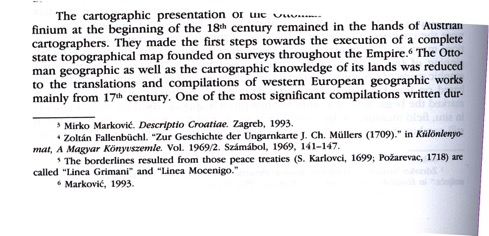 The cartographic presentation of the
finium at the beginning of the 18th century remained in the hands of Austrian
cartographers. They made the first steps towards the execution of a complete
state topographical map founded on surveys throughout the Empire.⁶ The Otto-
man geographic as well as the cartographic knowledge of its lands was reduced
to the translations and compilations of western European geographic works
mainly from 17th century. One of the most significant compilations written dur-
³ Mirko Marković. Descriptio Croatiae. Zagreb, 1993.
⁴ Zoltán Fallenbüchl. "Zur Geschichte der Ungarnkarte J. Ch. Müllers (1709)." in Különlenyo-
mat, A Magyar Könyvszemle. Vol. 1969/2. Számábol, 1969, 141–147.
⁵ The borderlines resulted from those peace treaties (S. Karlovci, 1699; Požarevac, 1718) are
called "Linea Grimani" and "Linea Mocenigo."
⁶ Marković, 1993.